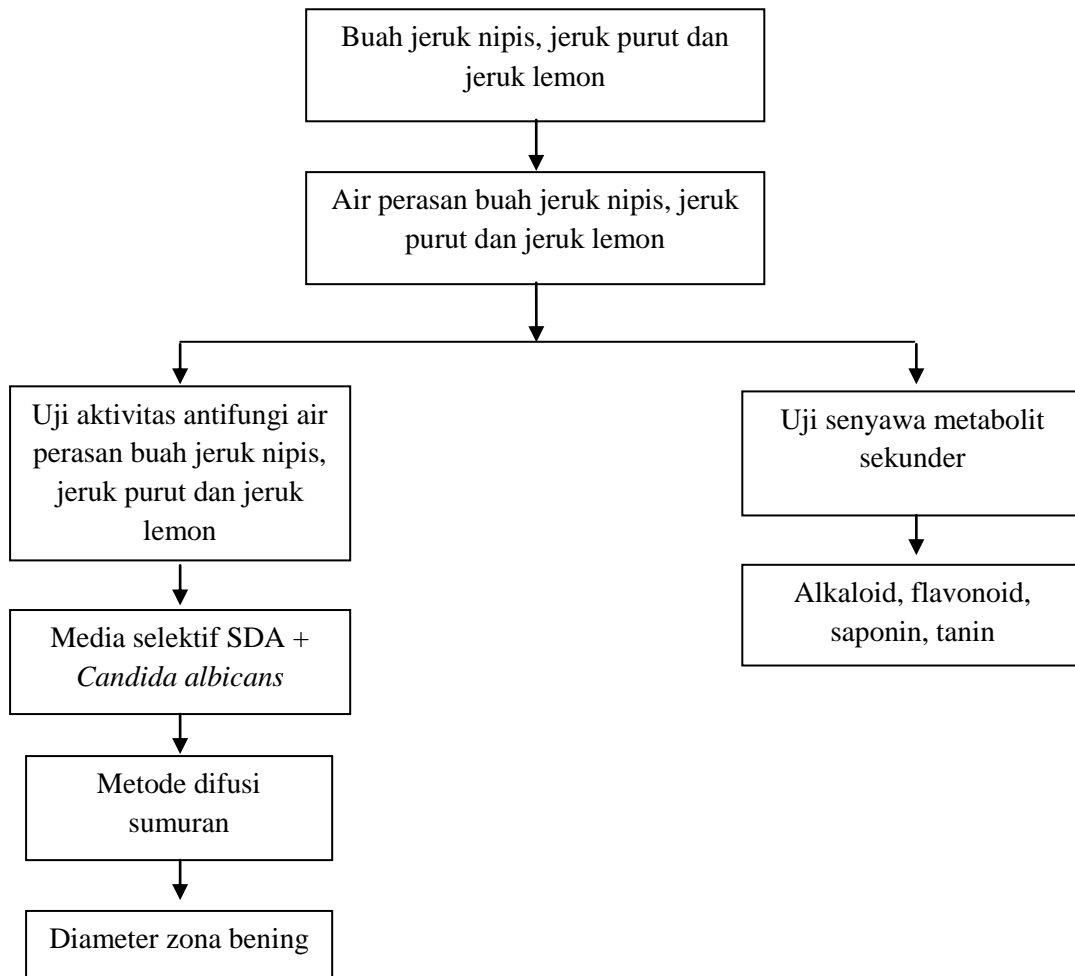 Buah jeruk nipis, jeruk purut dan
jeruk lemon
Air perasan buah jeruk nipis, jeruk
purut dan jeruk lemon
Uji aktivitas antifungi air
perasan buah jeruk nipis,
jeruk purut dan jeruk
lemon
Media selektif SDA +
Candida albicans
Metode difusi
sumuran
Diameter zona bening
Uji senyawa metabolit
sekunder
Alkaloid, flavonoid,
saponin, tanin